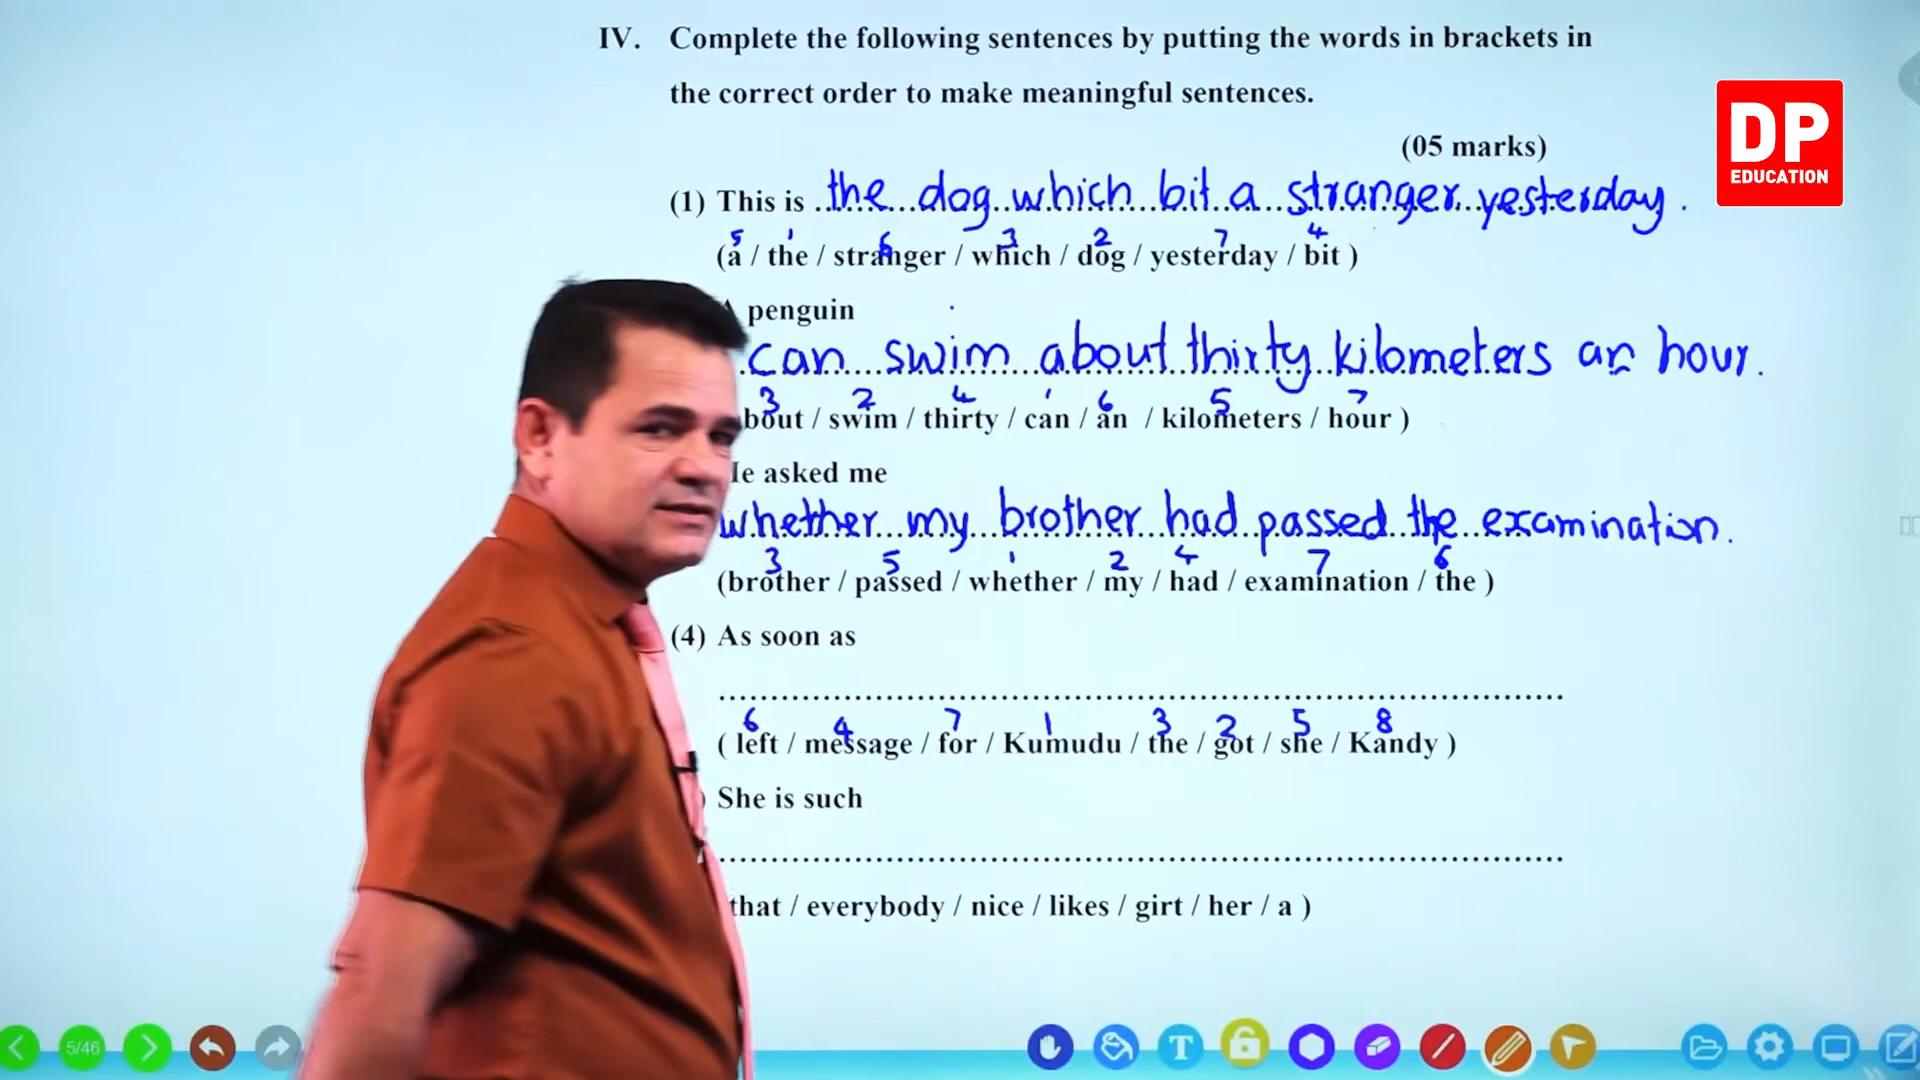 IV. Complete the following sentences by putting the words in brackets in
the correct order to make meaningful sentences.
DP
EDUCATION
(05 marks)
(1) This is the dog which bit a stranger yesterday.
5 1 6 3 2 7 4
(a / the / stranger / which / dog / yesterday / bit )
penguin
can swim about thirty kilometers an hour.
3 2 4 1 6 5 7
bout / swim / thirty / can / an / kilometers / hour )
He asked me
whether my brother had passed the examination.
3 5 1 2 4 7 6
(brother / passed / whether / my / had / examination / the )
(4) As soon as
6 4 7 1 3 2 5 8
( left / message / for / Kumudu / the / got / she / Kandy )
) She is such
that / everybody / nice / likes / girt / her / a )
5/46
T